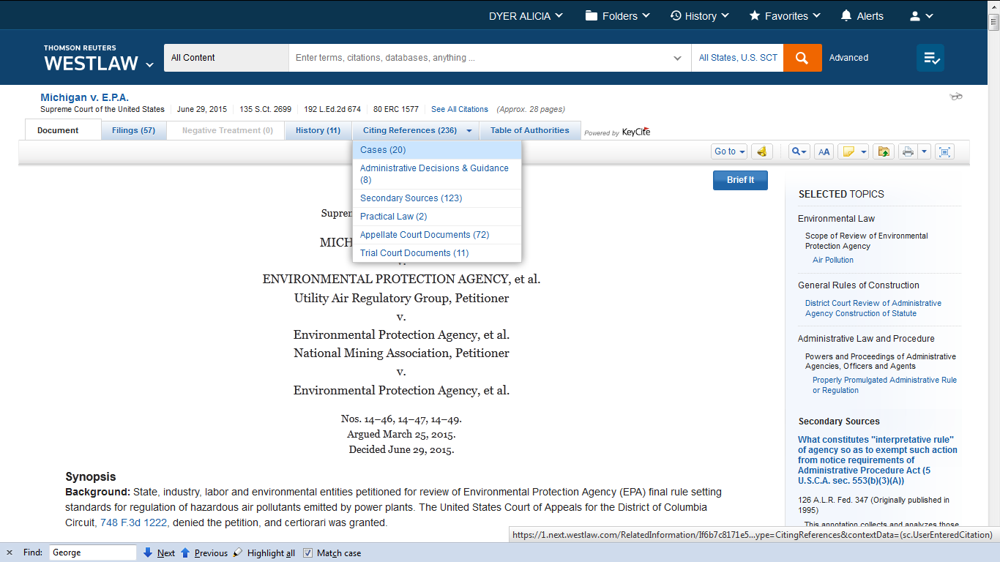 DYER ALICIA Folders History Favorites Alerts
THOMSON REUTERS
WESTLAW
All Content Enter terms, citations, databases, anything ... All States, U.S. SCT Advanced
Michigan v. E.P.A.
Supreme Court of the United States June 29, 2015 135 S.Ct. 2699 192 L.Ed.2d 674 80 ERC 1577 See All Citations (Approx. 28 pages)
Document Filings (57) Negative Treatment (0) History (11) Citing References (236) Table of Authorities Powered by KeyCite
Cases (20)
Administrative Decisions & Guidance
(8)
Secondary Sources (123)
Practical Law (2)
Appellate Court Documents (72)
Trial Court Documents (11)
Go to AA
Brief It
Suprem
MICH
v.
ENVIRONMENTAL PROTECTION AGENCY, et al.
Utility Air Regulatory Group, Petitioner
v.
Environmental Protection Agency, et al.
National Mining Association, Petitioner
v.
Environmental Protection Agency, et al.
Nos. 14–46, 14–47, 14–49.
Argued March 25, 2015.
Decided June 29, 2015.
Synopsis
Background: State, industry, labor and environmental entities petitioned for review of Environmental Protection Agency (EPA) final rule setting
standards for regulation of hazardous air pollutants emitted by power plants. The United States Court of Appeals for the District of Columbia
Circuit, 748 F.3d 1222, denied the petition, and certiorari was granted.
SELECTED TOPICS
Environmental Law
Scope of Review of Environmental
Protection Agency
Air Pollution
General Rules of Construction
District Court Review of Administrative
Agency Construction of Statute
Administrative Law and Procedure
Powers and Proceedings of Administrative
Agencies, Officers and Agents
Properly Promulgated Administrative Rule
or Regulation
Secondary Sources
What constitutes "interpretative rule"
of agency so as to exempt such action
from notice requirements of
Administrative Procedure Act (5
U.S.C.A. sec. 553(b)(3)(A))
126 A.L.R. Fed. 347 (Originally published in
1995)
This annotation collects and analyzes those
https://1.next.westlaw.com/RelatedInformation/If6b7c8171e5...ype=CitingReferences&contextData=(sc.UserEnteredCitation)
Find: George Next Previous Highlight all Match case